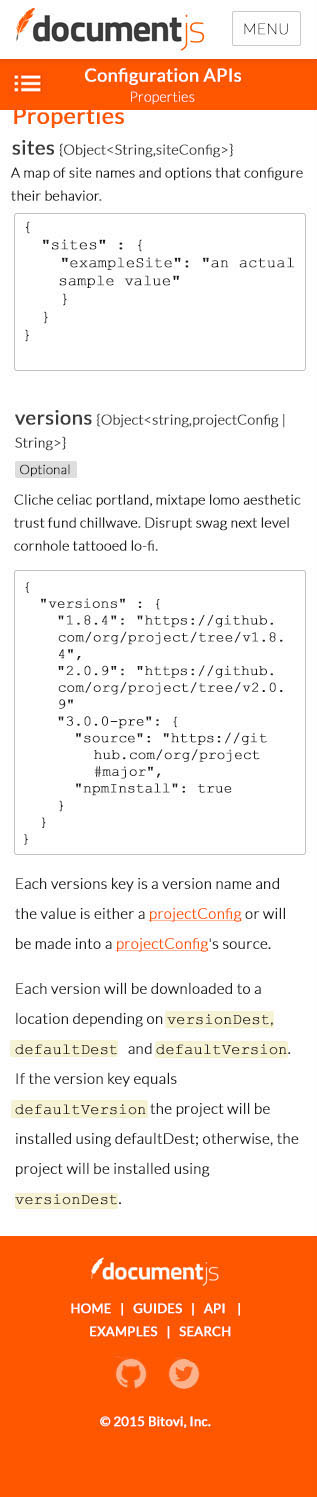 documentjs
MENU
Configuration APIs
Properties
Properties
sites {Object<String,siteConfig>}
A map of site names and options that configure
their behavior.
{
"sites" : {
"exampleSite": "an actual
sample value"
}
}
}
versions {Object<string,projectConfig |
String>}
Optional
Cliche celiac portland, mixtape lomo aesthetic
trust fund chillwave. Disrupt swag next level
cornhole tattooed lo-fi.
{
"versions" : {
"1.8.4": "https://github.
com/org/project/tree/v1.8.
4",
"2.0.9": "https://github.
com/org/project/tree/v2.0.
9"
"3.0.0-pre": {
"source": "https://git
hub.com/org/project
#major",
"npmInstall": true
}
}
}
Each versions key is a version name and
the value is either a projectConfig or will
be made into a projectConfig's source.
Each version will be downloaded to a
location depending on versionDest,
defaultDest and defaultVersion.
If the version key equals
defaultVersion the project will be
installed using defaultDest; otherwise, the
project will be installed using
versionDest.
documentjs
HOME | GUIDES | API |
EXAMPLES | SEARCH
© 2015 Bitovi, Inc.